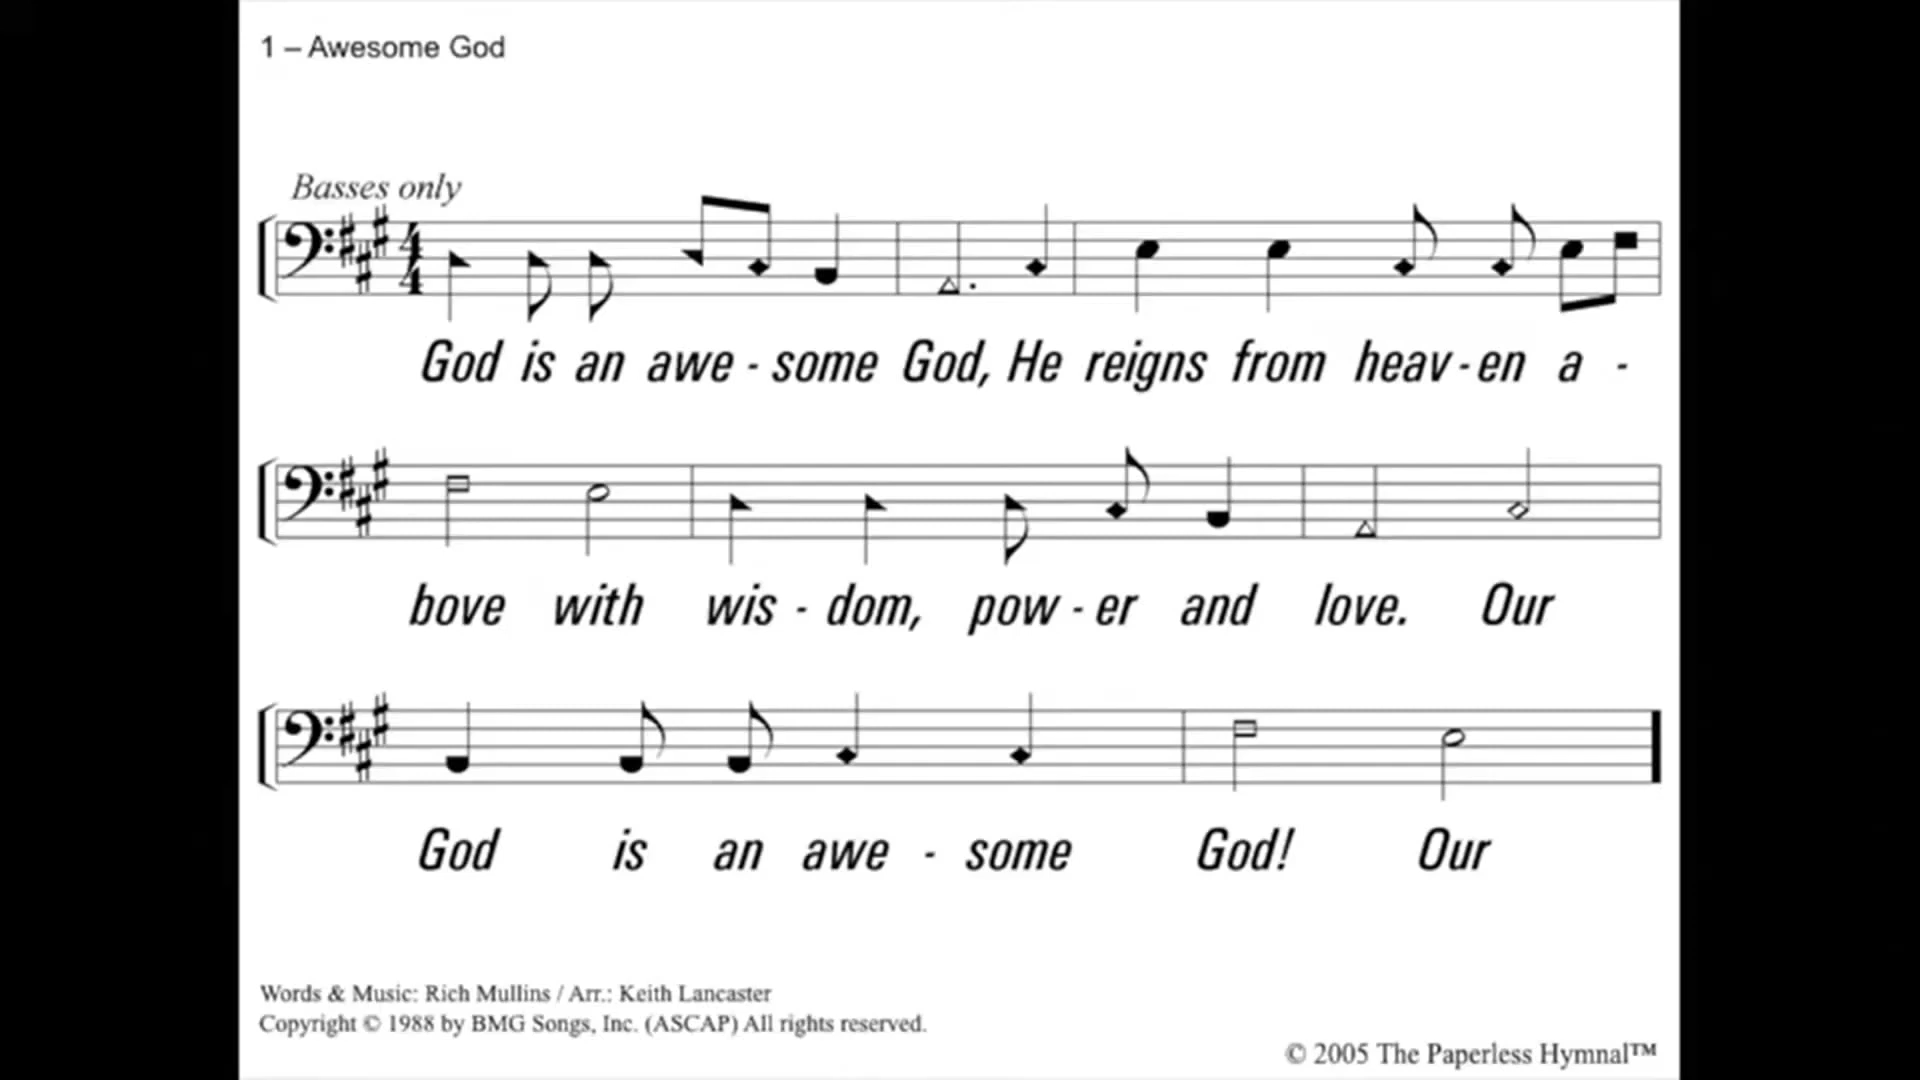 1 – Awesome God
Basses only
God is an awe - some God, He reigns from heav - en a -
bove with wis - dom, pow - er and love. Our
God is an awe - some God! Our
Words & Music: Rich Mullins / Arr.: Keith Lancaster
Copyright © 1988 by BMG Songs, Inc. (ASCAP) All rights reserved.
© 2005 The Paperless Hymnal™